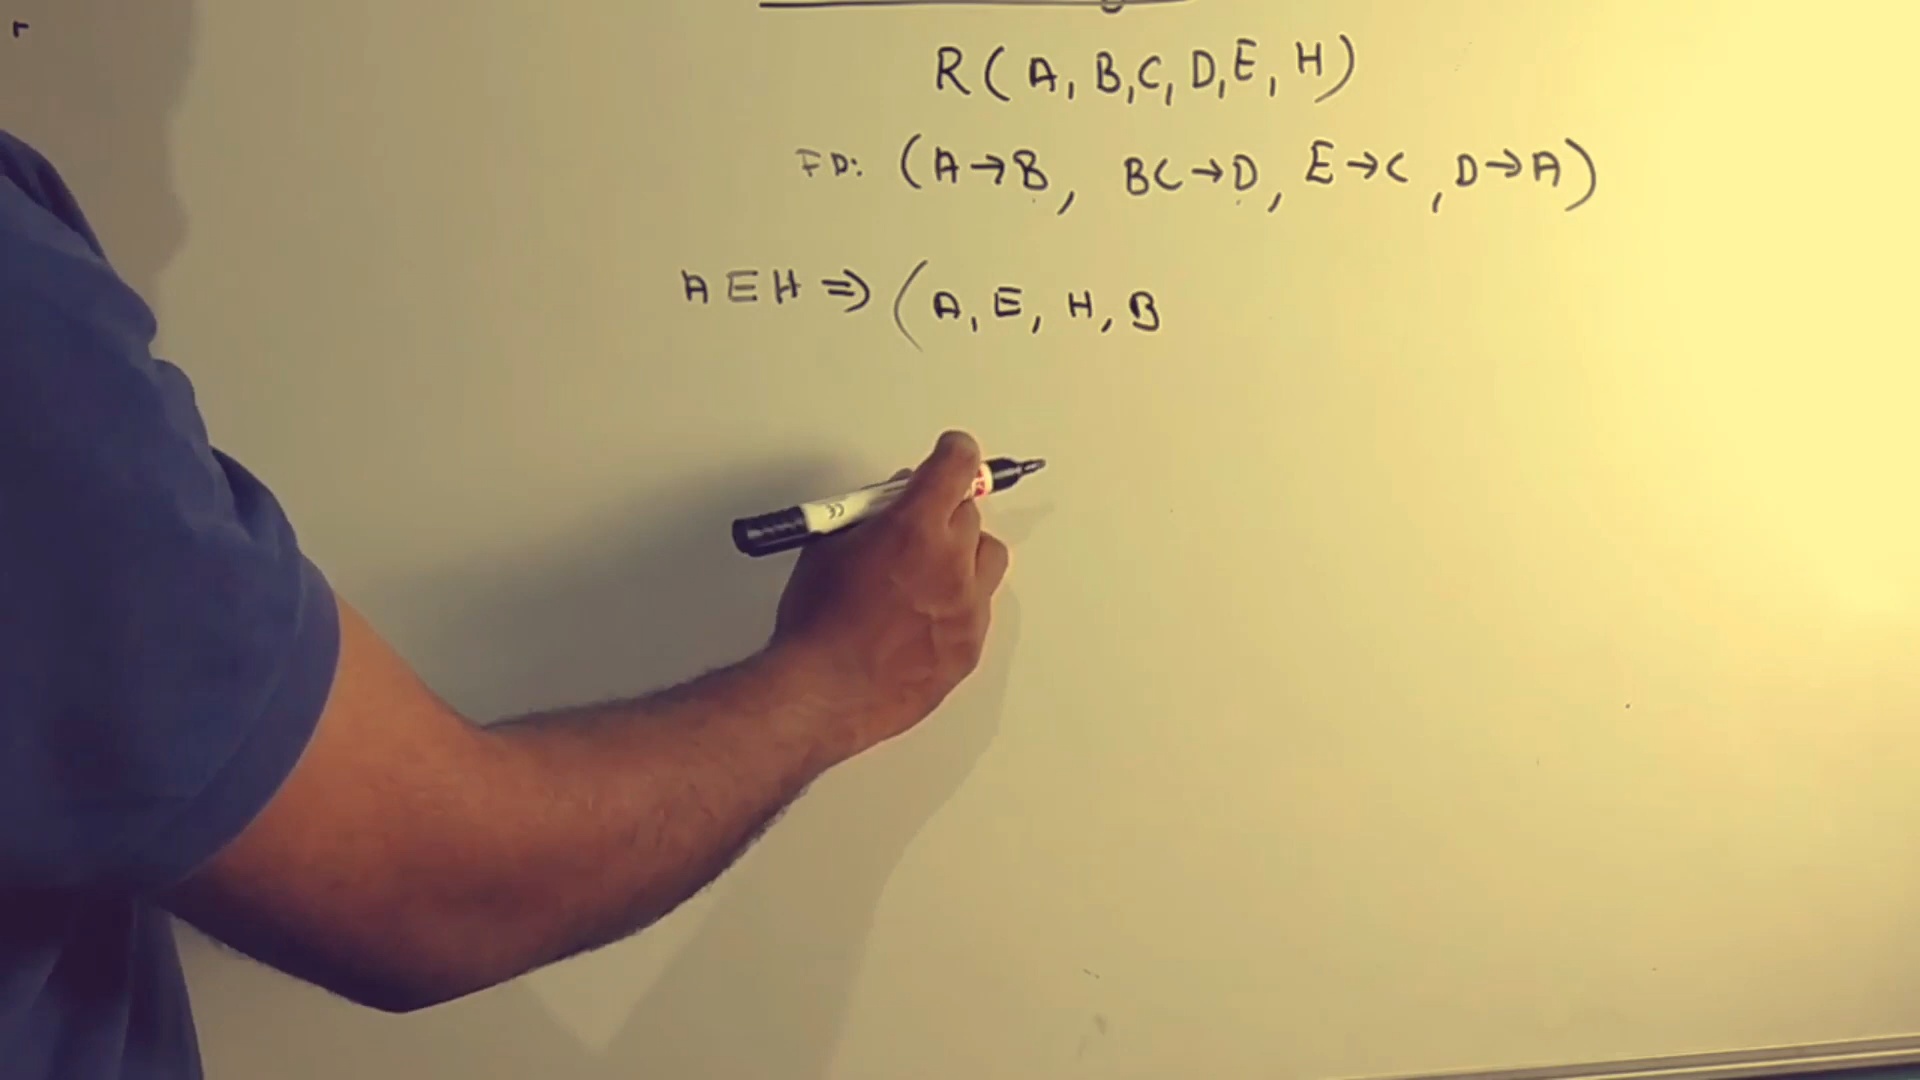 R(A, B, C, D, E, H)
FD: (A→B, BC→D, E→C, D→A)
AEH ⇒ (A, E, H, B